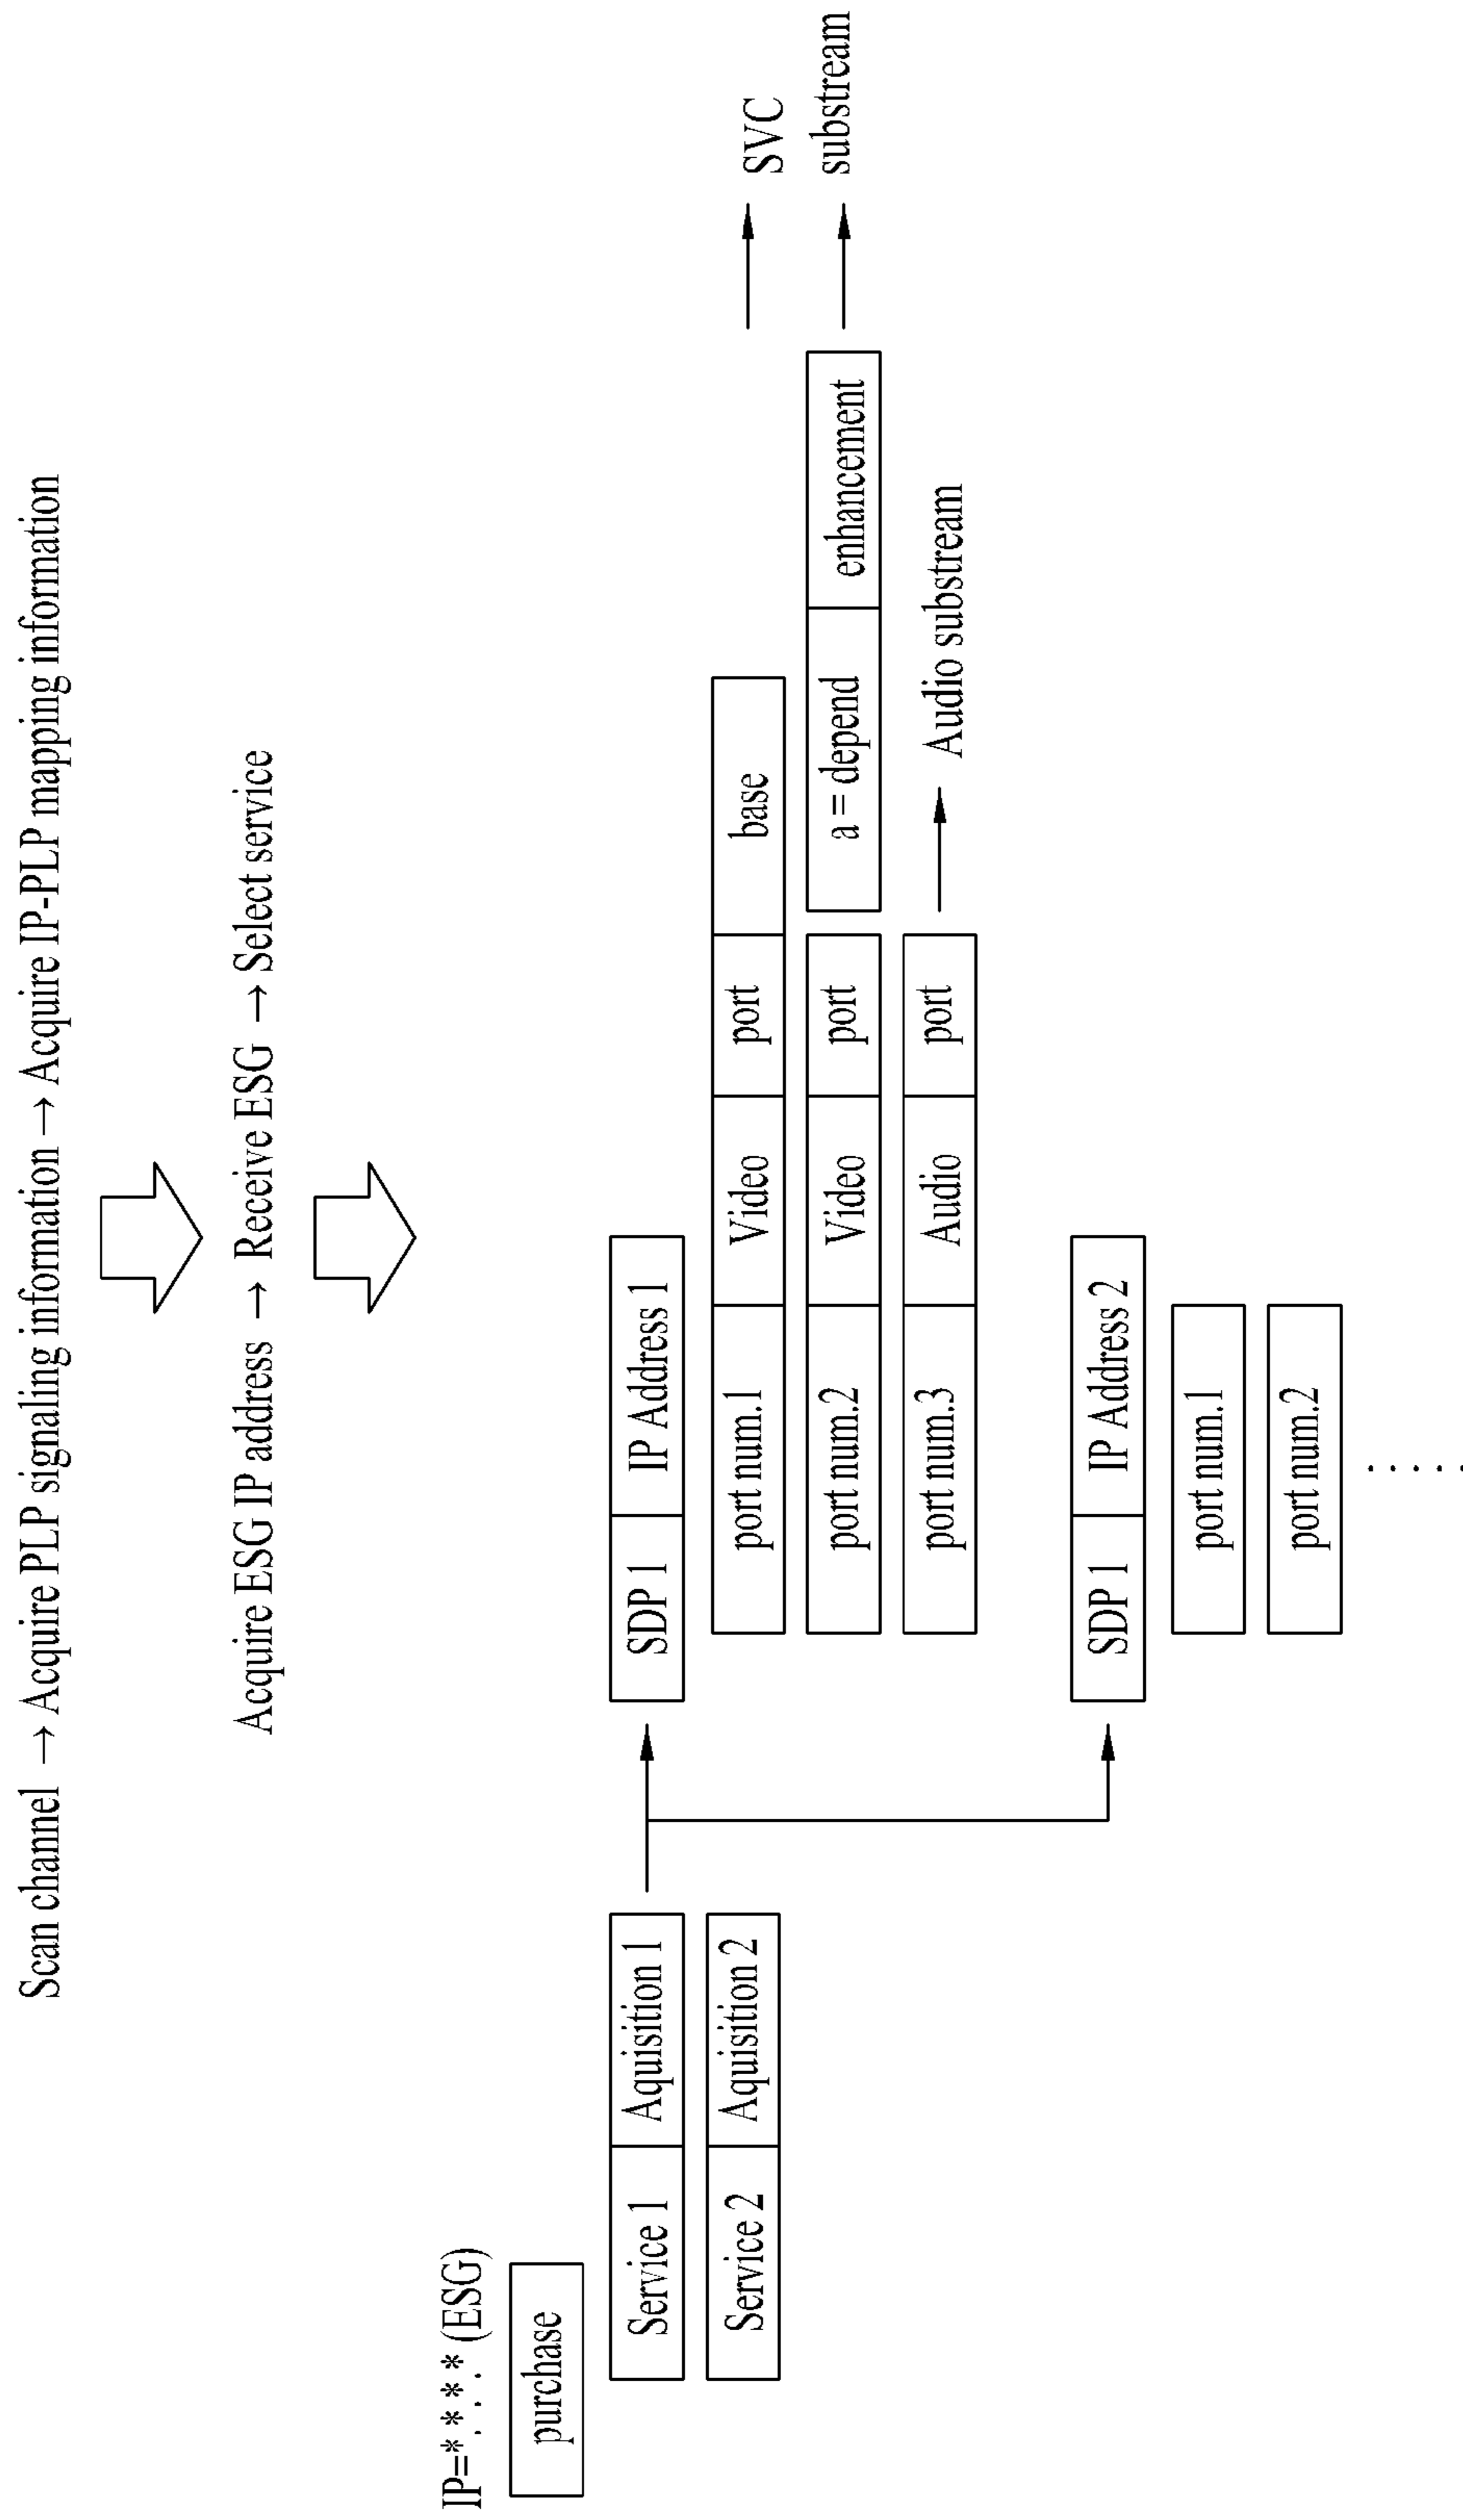 Scan channel → Acquire PLP signaling information → Acquire IP-PLP mapping information
Acquire ESG IP address → Receive ESG → Select service
IP=*.*.*.* (ESG)
purchase
Service 1 Aquisition 1
Service 2 Aquisition 2
SDP 1 IP Address 1
port num.1 Video port base
SVC
port num.2 Video port a = depend enhancement
substream
port num.3 Audio port
Audio substream
SDP 1 IP Address 2
port num.1
port num.2
.....